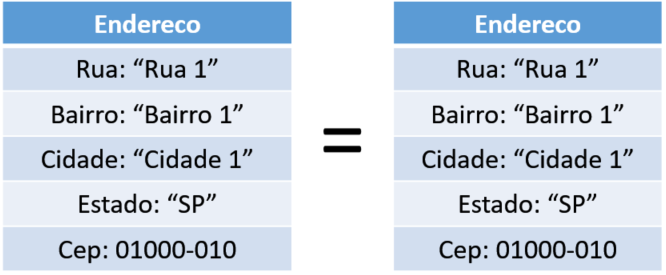 Endereco
Rua: “Rua 1”
Bairro: “Bairro 1”
Cidade: “Cidade 1”
Estado: “SP”
Cep: 01000-010
=
Endereco
Rua: “Rua 1”
Bairro: “Bairro 1”
Cidade: “Cidade 1”
Estado: “SP”
Cep: 01000-010